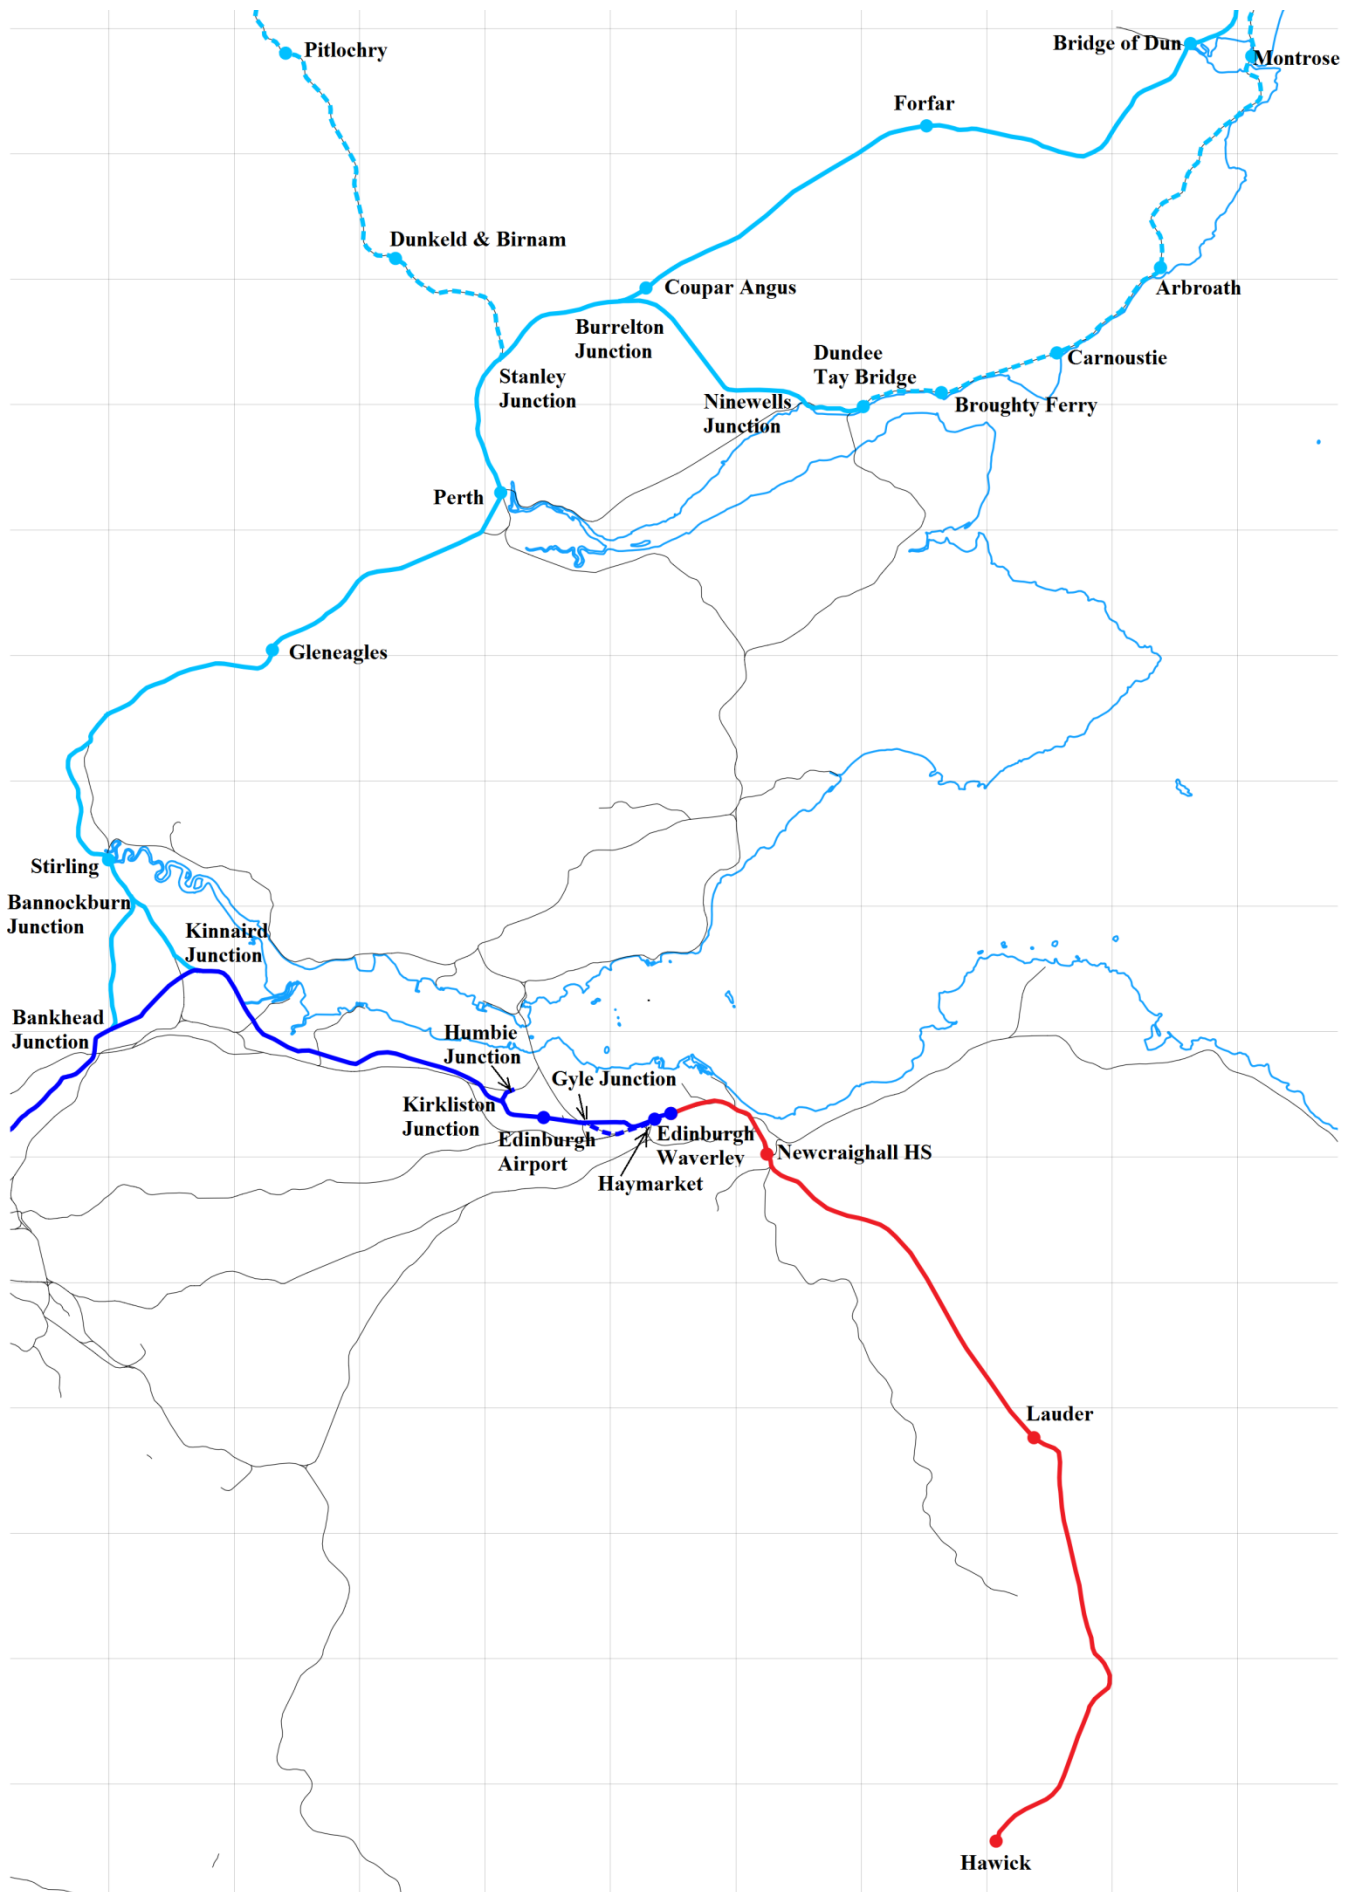 Pitlochry
Bridge of Dun
Montrose
Forfar
Dunkeld & Birnam
Coupar Angus
Arbroath
Burrelton
Junction
Dundee
Tay Bridge
Carnoustie
Stanley
Junction
Ninewells
Junction
Broughty Ferry
Perth
Gleneagles
Stirling
Bannockburn
Junction
Kinnaird
Junction
Bankhead
Junction
Humbie
Junction
Gyle Junction
Kirkliston
Junction
Edinburgh
Airport
Edinburgh
Waverley
Newcraighall HS
Haymarket
Lauder
Hawick